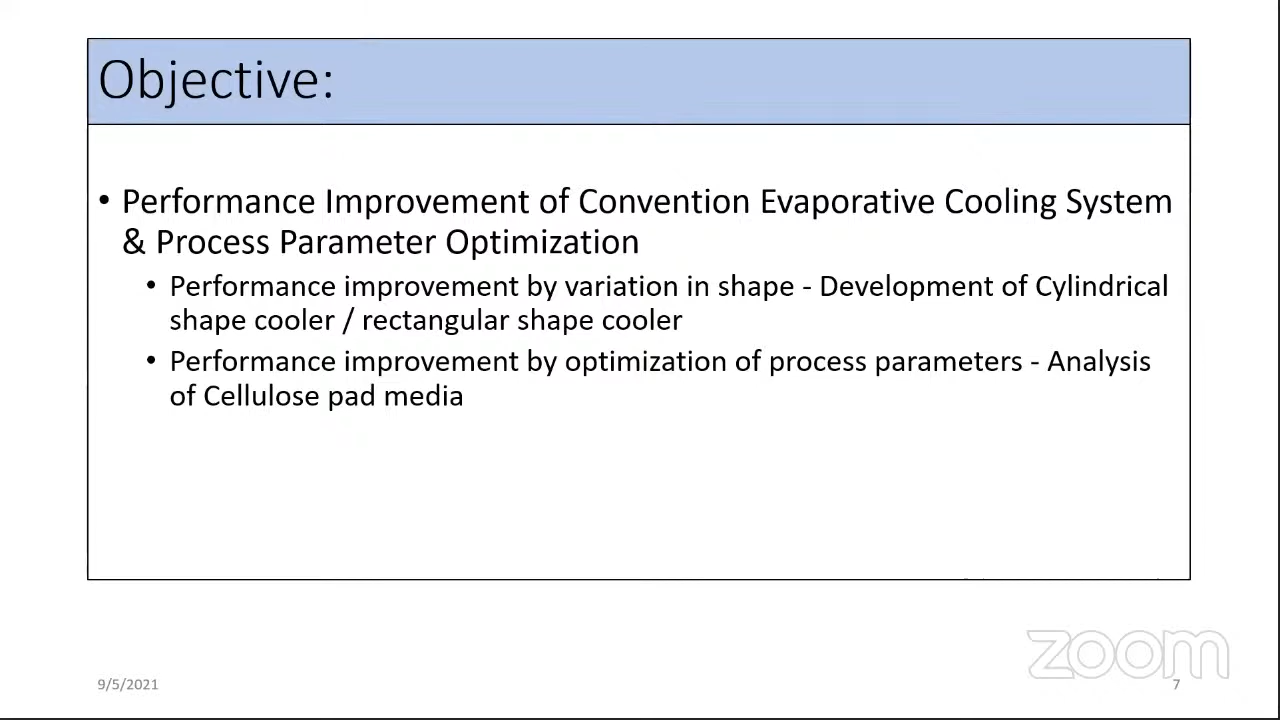 Objective:
• Performance Improvement of Convention Evaporative Cooling System
& Process Parameter Optimization
• Performance improvement by variation in shape - Development of Cylindrical
shape cooler / rectangular shape cooler
• Performance improvement by optimization of process parameters - Analysis
of Cellulose pad media
zoom
9/5/2021
7